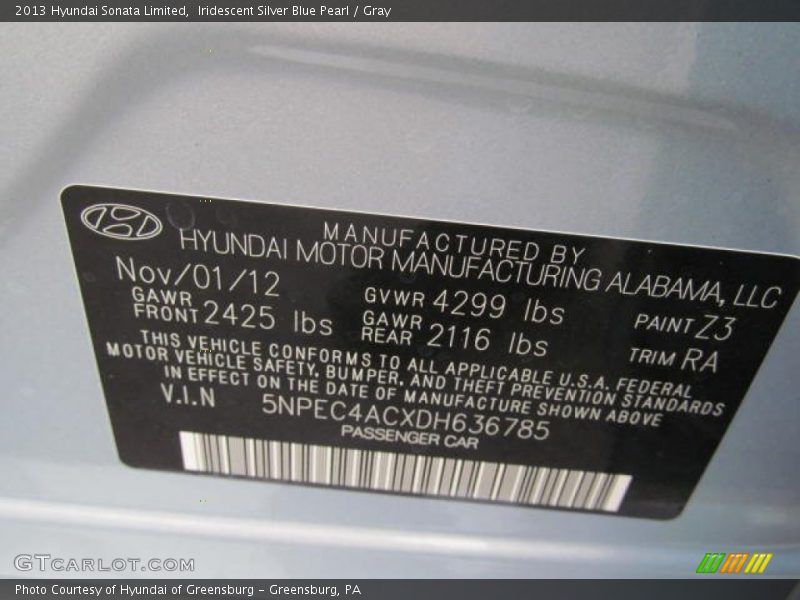 2013 Hyundai Sonata Limited, Iridescent Silver Blue Pearl / Gray
MANUFACTURED BY
HYUNDAI MOTOR MANUFACTURING ALABAMA, LLC
Nov/01/12
GAWR FRONT 2425 lbs
GVWR 4299 lbs
GAWR REAR 2116 lbs
PAINT Z3
TRIM RA
THIS VEHICLE CONFORMS TO ALL APPLICABLE U.S.A. FEDERAL
MOTOR VEHICLE SAFETY, BUMPER, AND THEFT PREVENTION STANDARDS
IN EFFECT ON THE DATE OF MANUFACTURE SHOWN ABOVE
V.I.N 5NPEC4ACXDH636785
PASSENGER CAR
GTCARLOT.COM
Photo Courtesy of Hyundai of Greensburg - Greensburg, PA